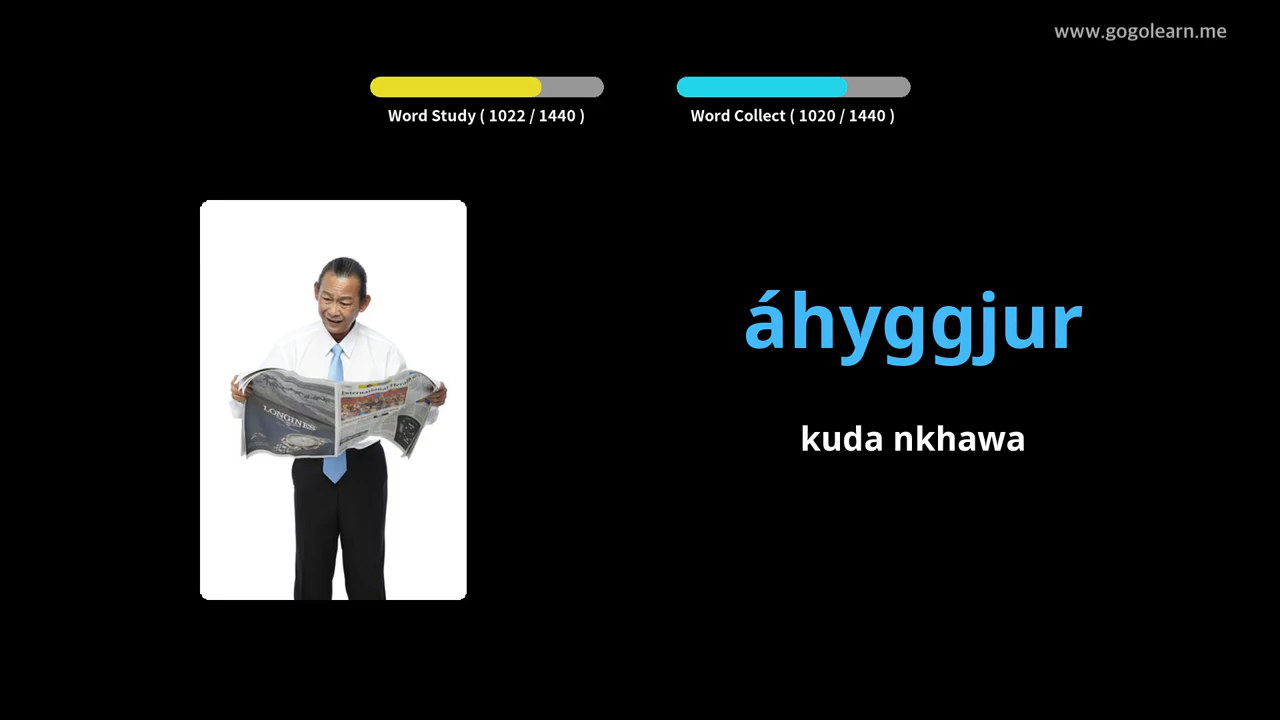 www.gogolearn.me
Word Study ( 1022 / 1440 )
Word Collect ( 1020 / 1440 )
áhyggjur
kuda nkhawa
LONGINES